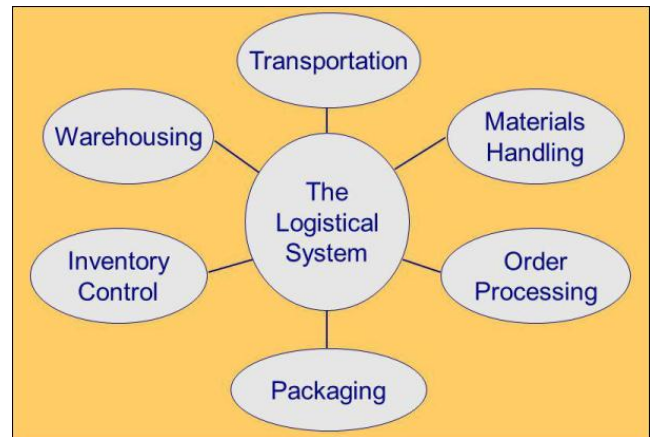 Transportation
Warehousing
Materials
Handling
The
Logistical
System
Inventory
Control
Order
Processing
Packaging